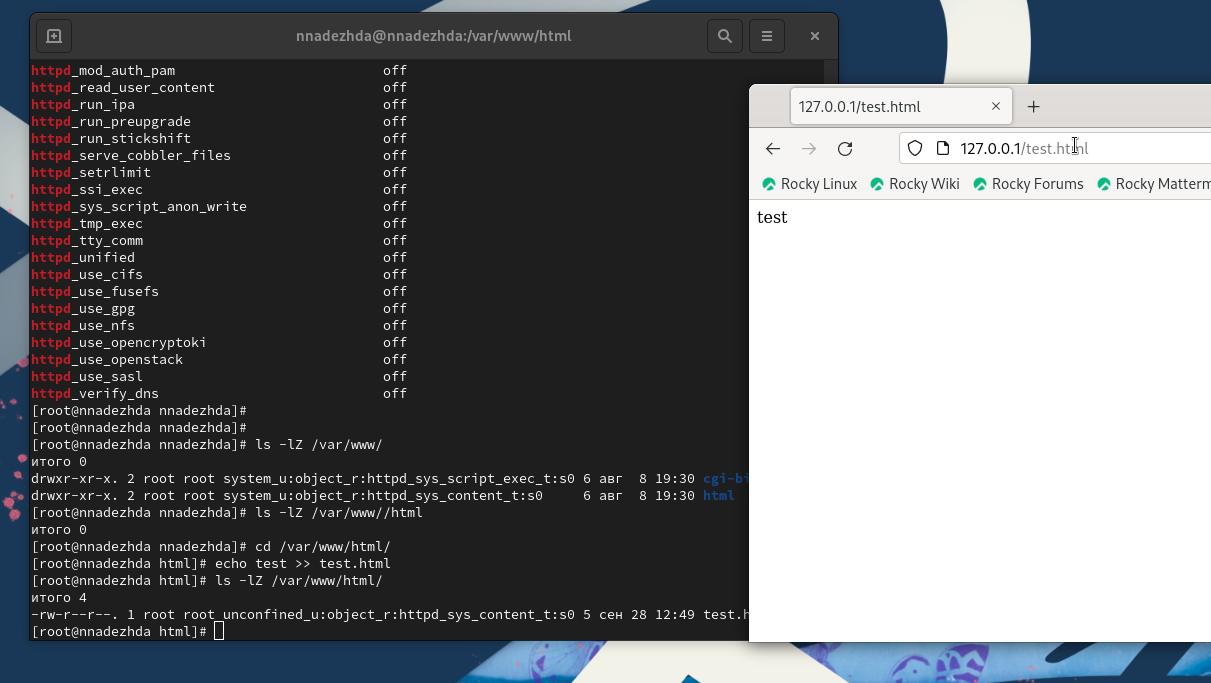 nnadezhda@nnadezhda:/var/www/html
httpd_mod_auth_pam off
httpd_read_user_content off
httpd_run_ipa off
httpd_run_preupgrade off
httpd_run_stickshift off
httpd_serve_cobbler_files off
httpd_setrlimit off
httpd_ssi_exec off
httpd_sys_script_anon_write off
httpd_tmp_exec off
httpd_tty_comm off
httpd_unified off
httpd_use_cifs off
httpd_use_fusefs off
httpd_use_gpg off
httpd_use_nfs off
httpd_use_opencryptoki off
httpd_use_openstack off
httpd_use_sasl off
httpd_verify_dns off
[root@nnadezhda nnadezhda]#
[root@nnadezhda nnadezhda]#
[root@nnadezhda nnadezhda]# ls -lZ /var/www/
итого 0
drwxr-xr-x. 2 root root system_u:object_r:httpd_sys_script_exec_t:s0 6 авг 8 19:30 cgi-bi
drwxr-xr-x. 2 root root system_u:object_r:httpd_sys_content_t:s0 6 авг 8 19:30 html
[root@nnadezhda nnadezhda]# ls -lZ /var/www//html
итого 0
[root@nnadezhda nnadezhda]# cd /var/www/html/
[root@nnadezhda html]# echo test >> test.html
[root@nnadezhda html]# ls -lZ /var/www/html/
итого 4
-rw-r--r--. 1 root root unconfined_u:object_r:httpd_sys_content_t:s0 5 сен 28 12:49 test.h
[root@nnadezhda html]#
127.0.0.1/test.html
127.0.0.1/test.html
Rocky Linux Rocky Wiki Rocky Forums Rocky Matterm
test